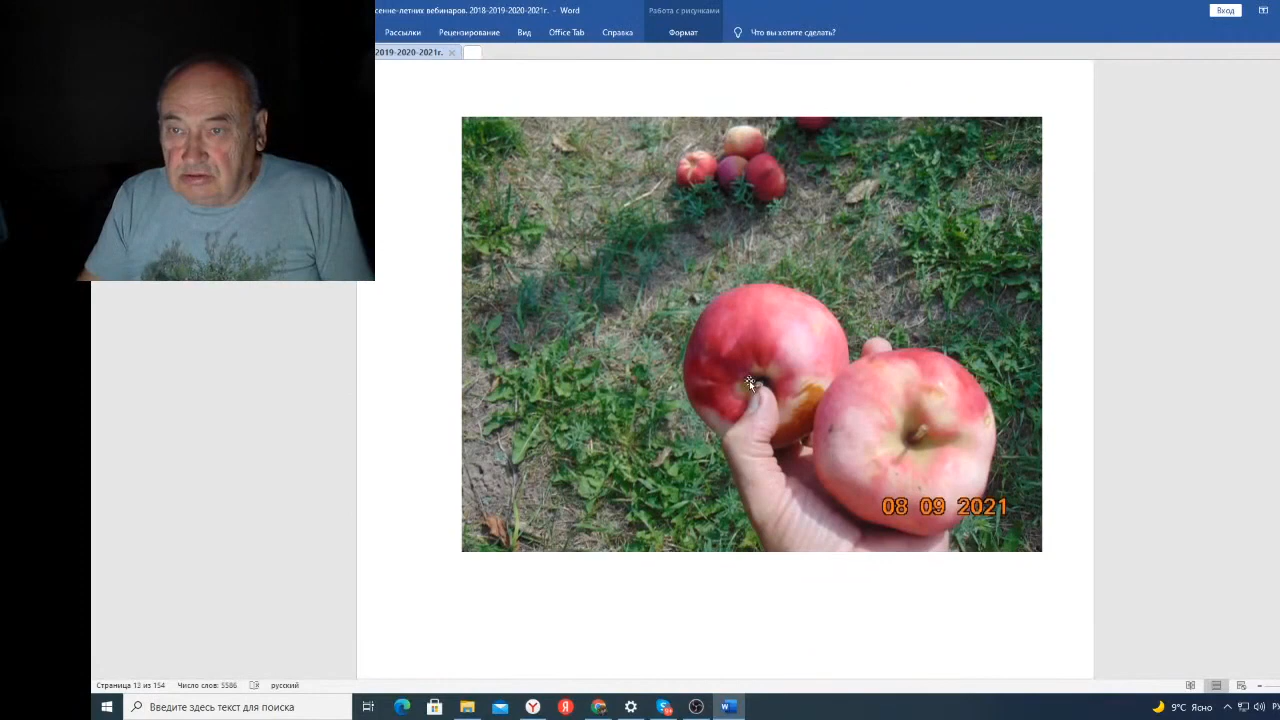 сенне-летних вебинаров. 2018-2019-2020-2021г. - Word
Работа с рисунками
Вход
Рассылки Рецензирование Вид Office Tab Справка Формат Что вы хотите сделать?
2019-2020-2021г.
08 09 2021
Страница 13 из 154 Число слов: 5586 русский
Введите здесь текст для поиска
9°C Ясно